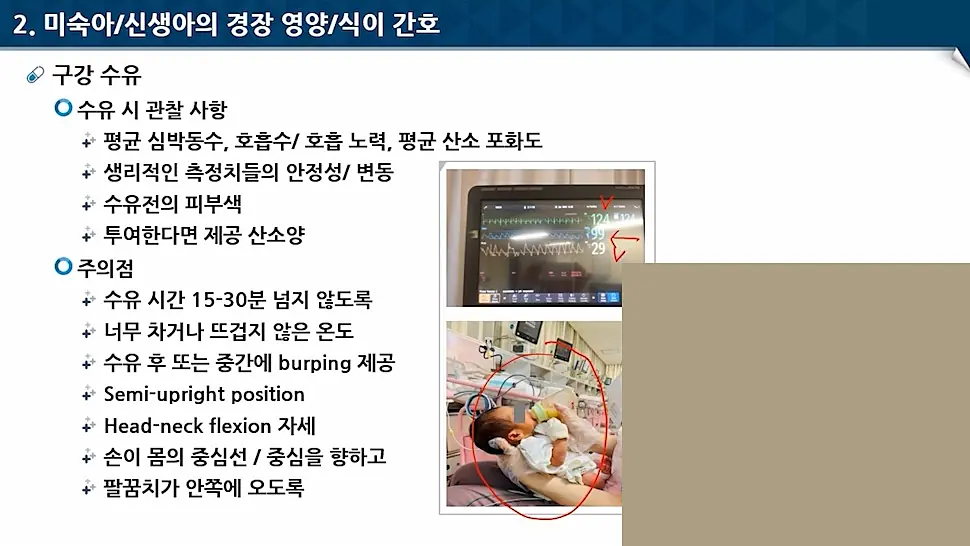 2. 미숙아/신생아의 경장 영양/식이 간호
구강 수유
수유 시 관찰 사항
평균 심박동수, 호흡수/ 호흡 노력, 평균 산소 포화도
생리적인 측정치들의 안정성/ 변동
수유전의 피부색
투여한다면 제공 산소양
주의점
수유 시간 15-30분 넘지 않도록
너무 차거나 뜨겁지 않은 온도
수유 후 또는 중간에 burping 제공
Semi-upright position
Head-neck flexion 자세
손이 몸의 중심선 / 중심을 향하고
팔꿈치가 안쪽에 오도록
124
124
99
29